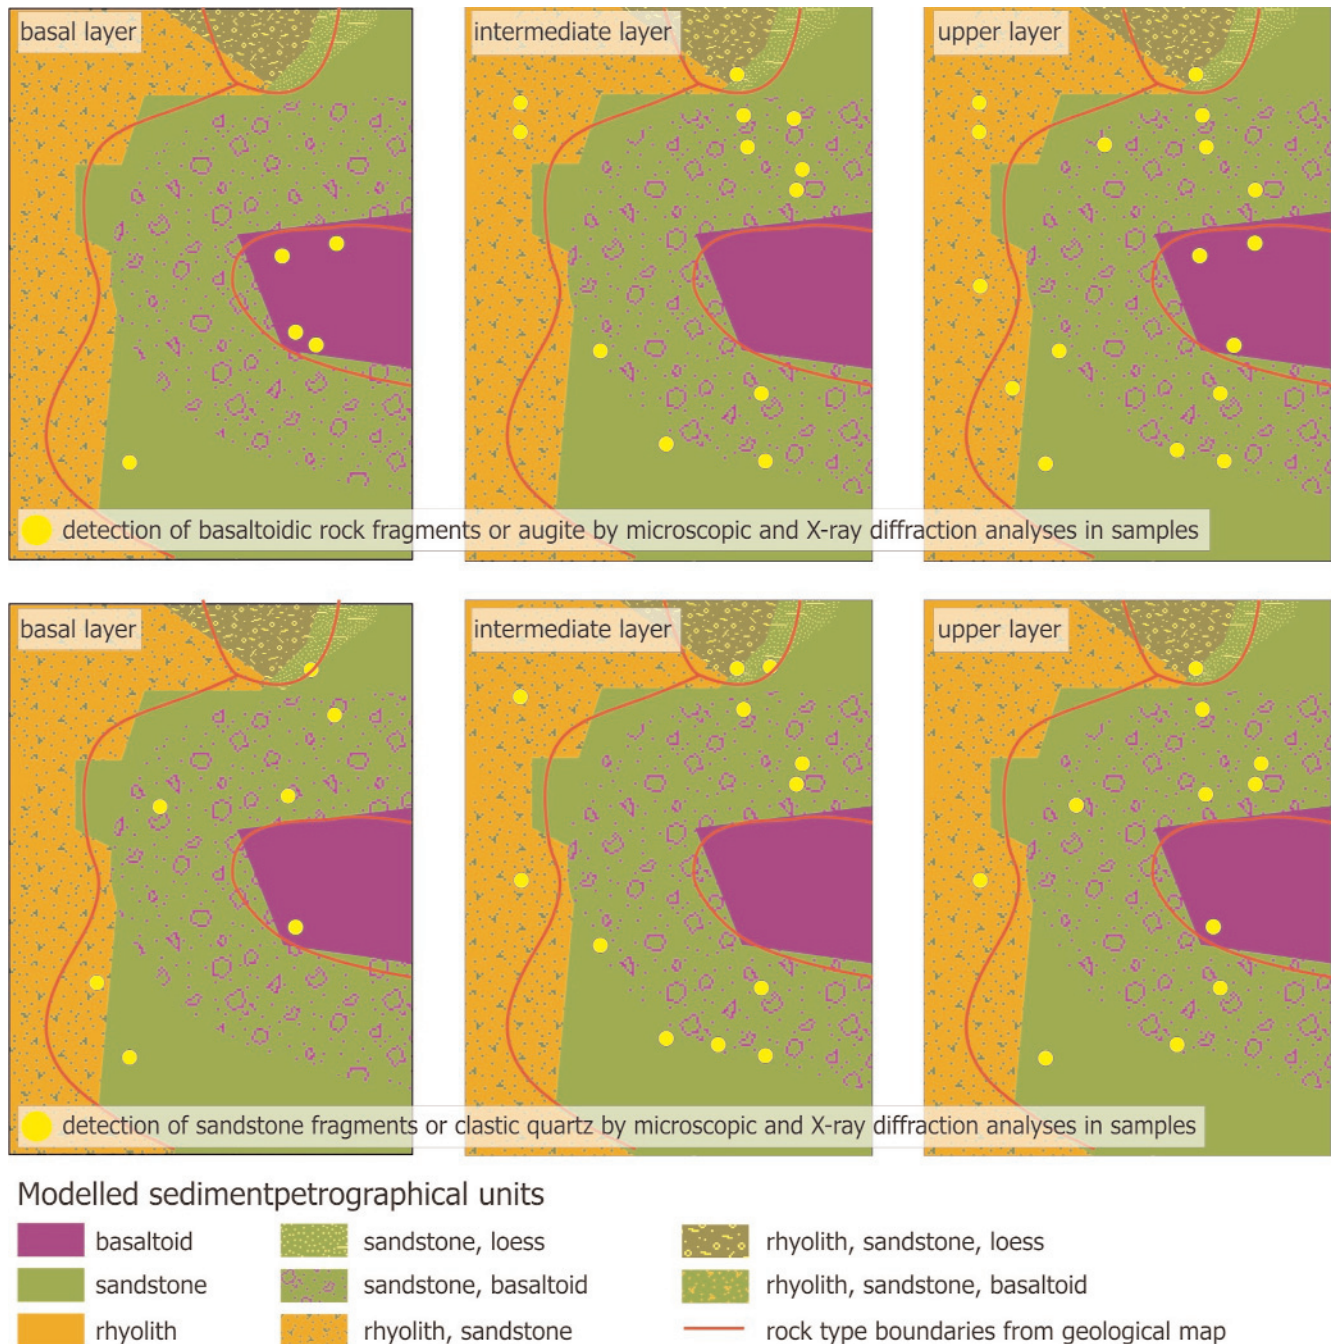 basal layer
intermediate layer
upper layer
detection of basaltoidic rock fragments or augite by microscopic and X-ray diffraction analyses in samples
basal layer
intermediate layer
upper layer
detection of sandstone fragments or clastic quartz by microscopic and X-ray diffraction analyses in samples
Modelled sedimentpetrographical units
basaltoid
sandstone, loess
rhyolith, sandstone, loess
sandstone
sandstone, basaltoid
rhyolith, sandstone, basaltoid
rhyolith
rhyolith, sandstone
rock type boundaries from geological map